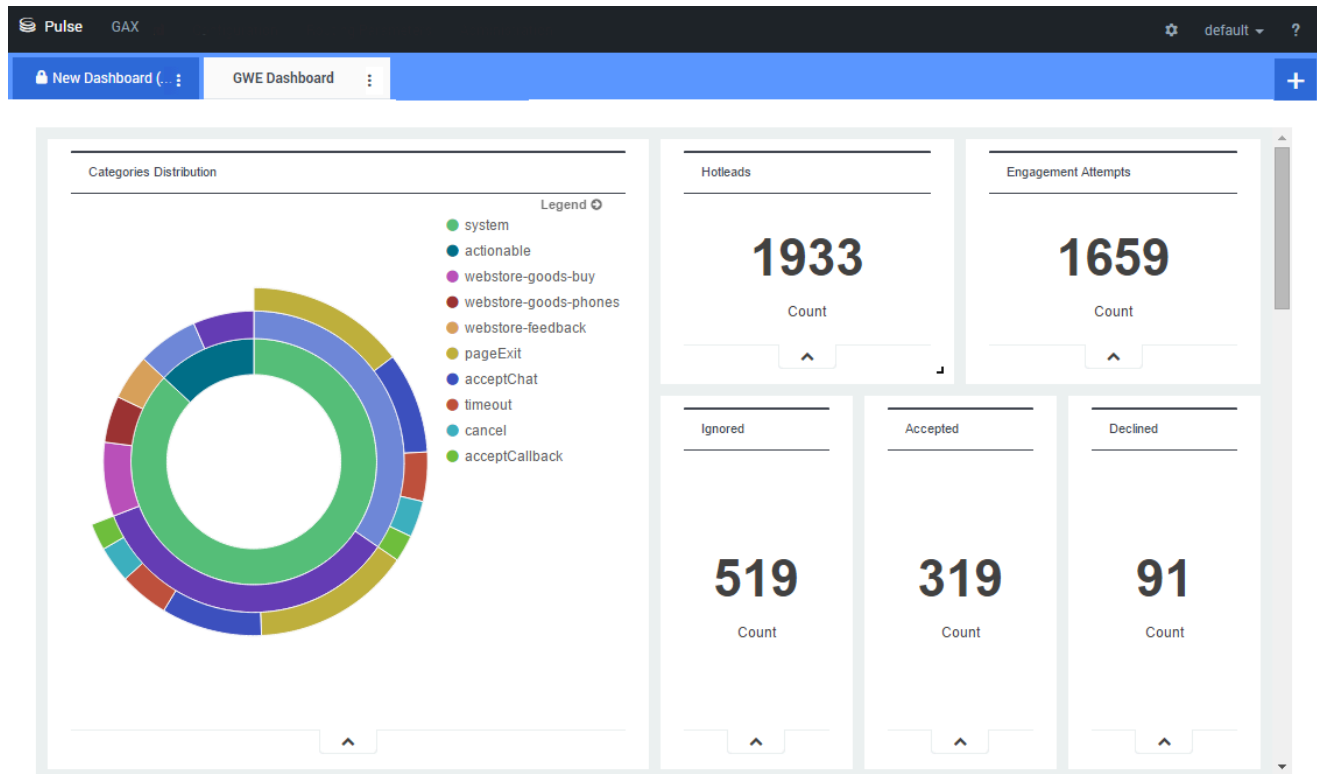 Pulse GAX default ?
New Dashboard (... GWE Dashboard +
Categories Distribution
Legend
system
actionable
webstore-goods-buy
webstore-goods-phones
webstore-feedback
pageExit
acceptChat
timeout
cancel
acceptCallback
Hotleads
1933
Count
Engagement Attempts
1659
Count
Ignored
519
Count
Accepted
319
Count
Declined
91
Count